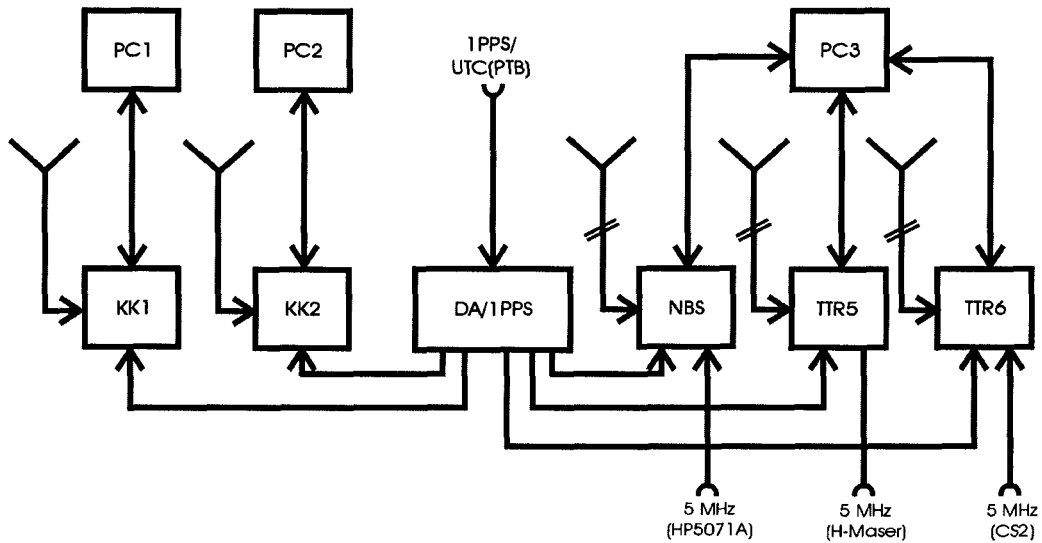 PC1
PC2
1PPS/
UTC(PTB)
PC3
KK1
KK2
DA/1PPS
NBS
TTR5
TTR6
5 MHz
(HP5071A)
5 MHz
(H-Maser)
5 MHz
(CS2)